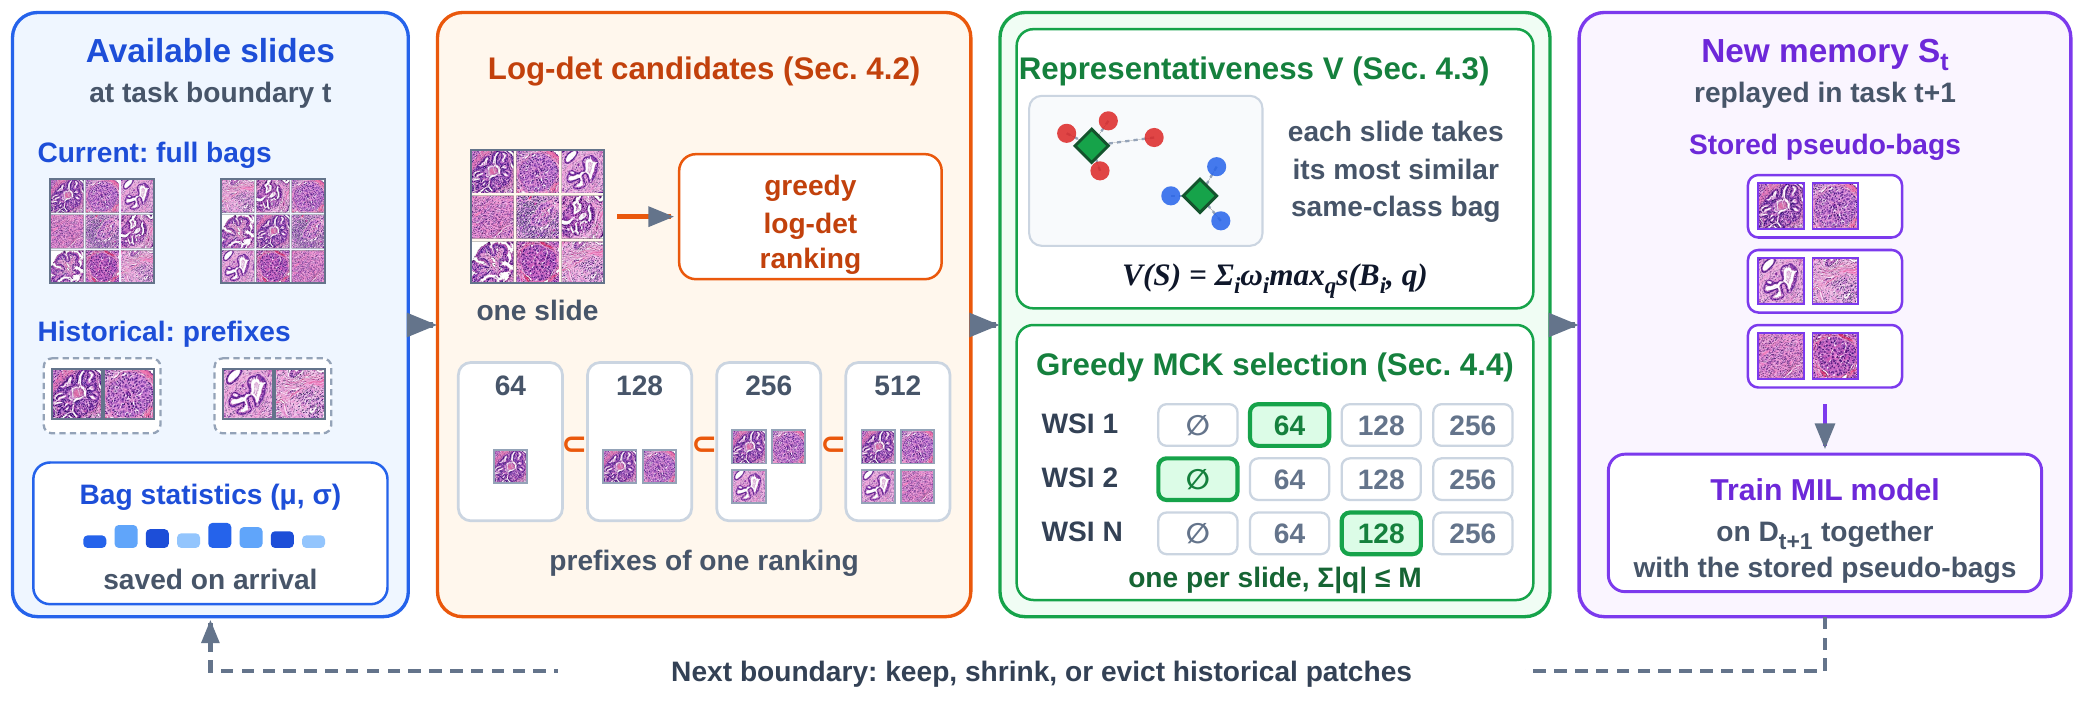 Available slides
at task boundary t
Current: full bags
Historical: prefixes
Bag statistics (μ, σ)
saved on arrival
Log-det candidates (Sec. 4.2)
one slide
greedy
log-det
ranking
64 ⊂ 128 ⊂ 256 ⊂ 512
prefixes of one ranking
Representativeness V (Sec. 4.3)
each slide takes
its most similar
same-class bag
V(S) = Σ_iω_imax_qs(B_i, q)
Greedy MCK selection (Sec. 4.4)
WSI 1 ∅ 64 128 256
WSI 2 ∅ 64 128 256
WSI N ∅ 64 128 256
one per slide, Σ|q| ≤ M
New memory S_t
replayed in task t+1
Stored pseudo-bags
Train MIL model
on D_{t+1} together
with the stored pseudo-bags
Next boundary: keep, shrink, or evict historical patches